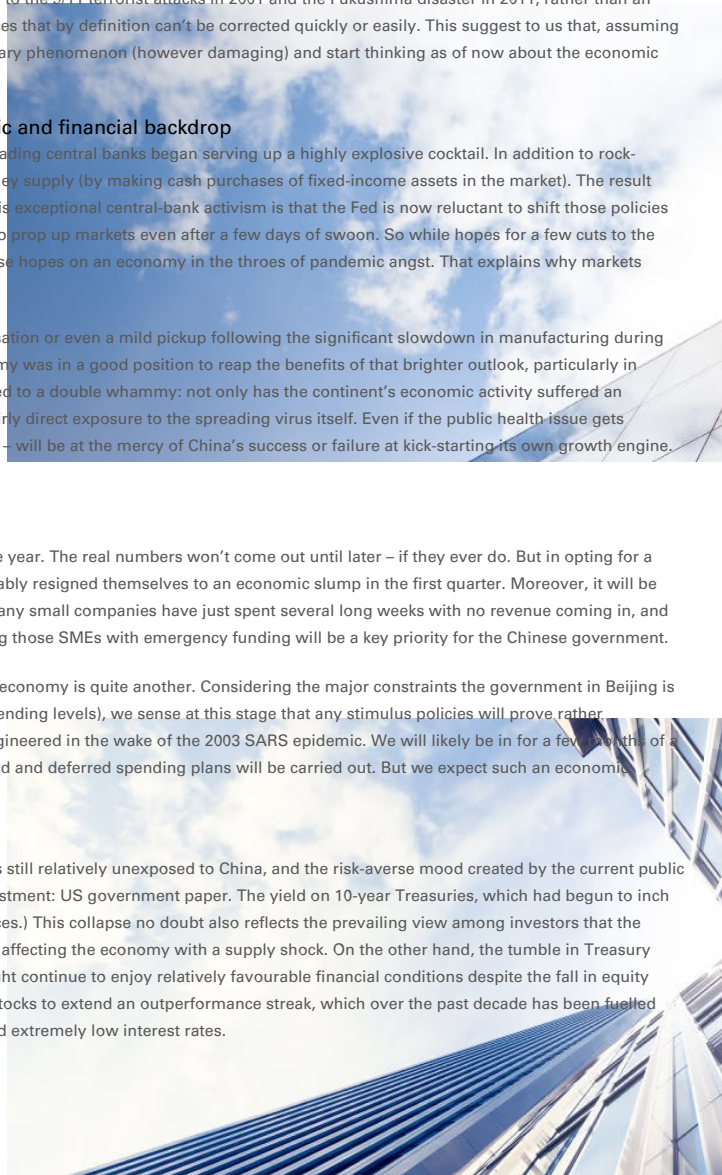 to the 9/11 terrorist attacks in 2001 and the Fukushima disaster in 2011, rather than an
es that by definition can’t be corrected quickly or easily. This suggest to us that, assuming
ary phenomenon (however damaging) and start thinking as of now about the economic
ic and financial backdrop
ading central banks began serving up a highly explosive cocktail. In addition to rock-
ey supply (by making cash purchases of fixed-income assets in the market). The result
is exceptional central-bank activism is that the Fed is now reluctant to shift those policies
o prop up markets even after a few days of swoon. So while hopes for a few cuts to the
se hopes on an economy in the throes of pandemic angst. That explains why markets
sation or even a mild pickup following the significant slowdown in manufacturing during
my was in a good position to reap the benefits of that brighter outlook, particularly in
ed to a double whammy: not only has the continent’s economic activity suffered an
irly direct exposure to the spreading virus itself. Even if the public health issue gets
– will be at the mercy of China’s success or failure at kick-starting its own growth engine.
e year. The real numbers won’t come out until later – if they ever do. But in opting for a
ably resigned themselves to an economic slump in the first quarter. Moreover, it will be
any small companies have just spent several long weeks with no revenue coming in, and
g those SMEs with emergency funding will be a key priority for the Chinese government.
economy is quite another. Considering the major constraints the government in Beijing is
ending levels), we sense at this stage that any stimulus policies will prove rather
gineered in the wake of the 2003 SARS epidemic. We will likely be in for a few months of a
d and deferred spending plans will be carried out. But we expect such an economic
s still relatively unexposed to China, and the risk-averse mood created by the current public
stment: US government paper. The yield on 10-year Treasuries, which had begun to inch
ces.) This collapse no doubt also reflects the prevailing view among investors that the
affecting the economy with a supply shock. On the other hand, the tumble in Treasury
ght continue to enjoy relatively favourable financial conditions despite the fall in equity
tocks to extend an outperformance streak, which over the past decade has been fuelled
d extremely low interest rates.